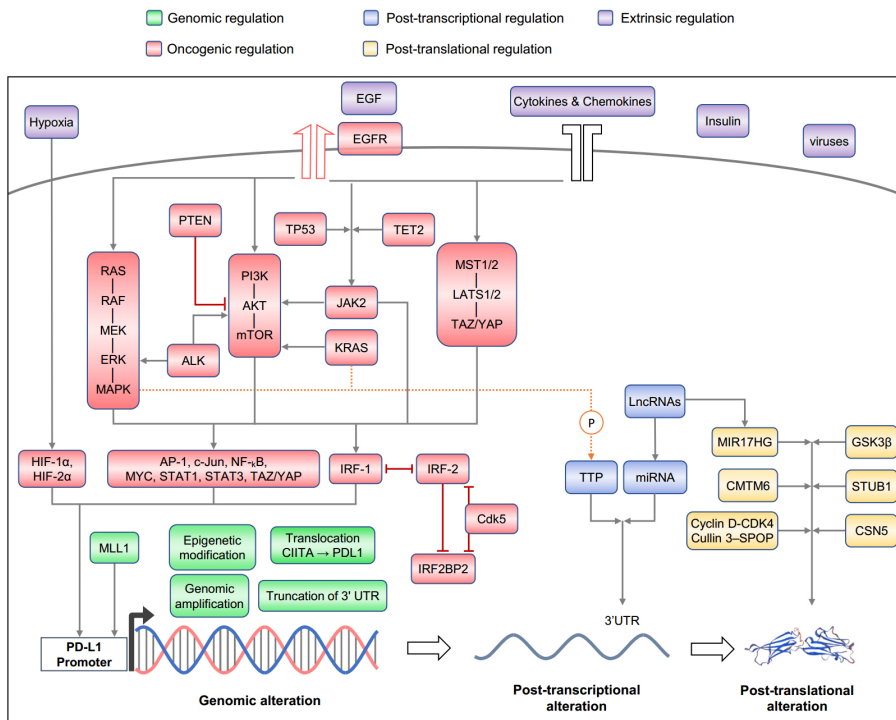 Genomic regulation
Post-transcriptional regulation
Extrinsic regulation
Oncogenic regulation
Post-translational regulation
EGF
Cytokines & Chemokines
Hypoxia
Insulin
EGFR
viruses
PTEN
TP53
TET2
RAS
RAF
MEK
ERK
MAPK
PI3K
AKT
mTOR
MST1/2
LATS1/2
TAZ/YAP
JAK2
KRAS
ALK
LncRNAs
P
MIR17HG
GSK3β
HIF-1α,
HIF-2α
AP-1, c-Jun, NF-κB,
MYC, STAT1, STAT3, TAZ/YAP
IRF-1
IRF-2
TTP
miRNA
CMTM6
STUB1
Cdk5
Cyclin D-CDK4
Cullin 3–SPOP
CSN5
MLL1
Epigenetic
modification
Translocation
CIITA → PDL1
IRF2BP2
Genomic
amplification
Truncation of 3' UTR
3'UTR
PD-L1
Promoter
Genomic alteration
Post-transcriptional
alteration
Post-translational
alteration